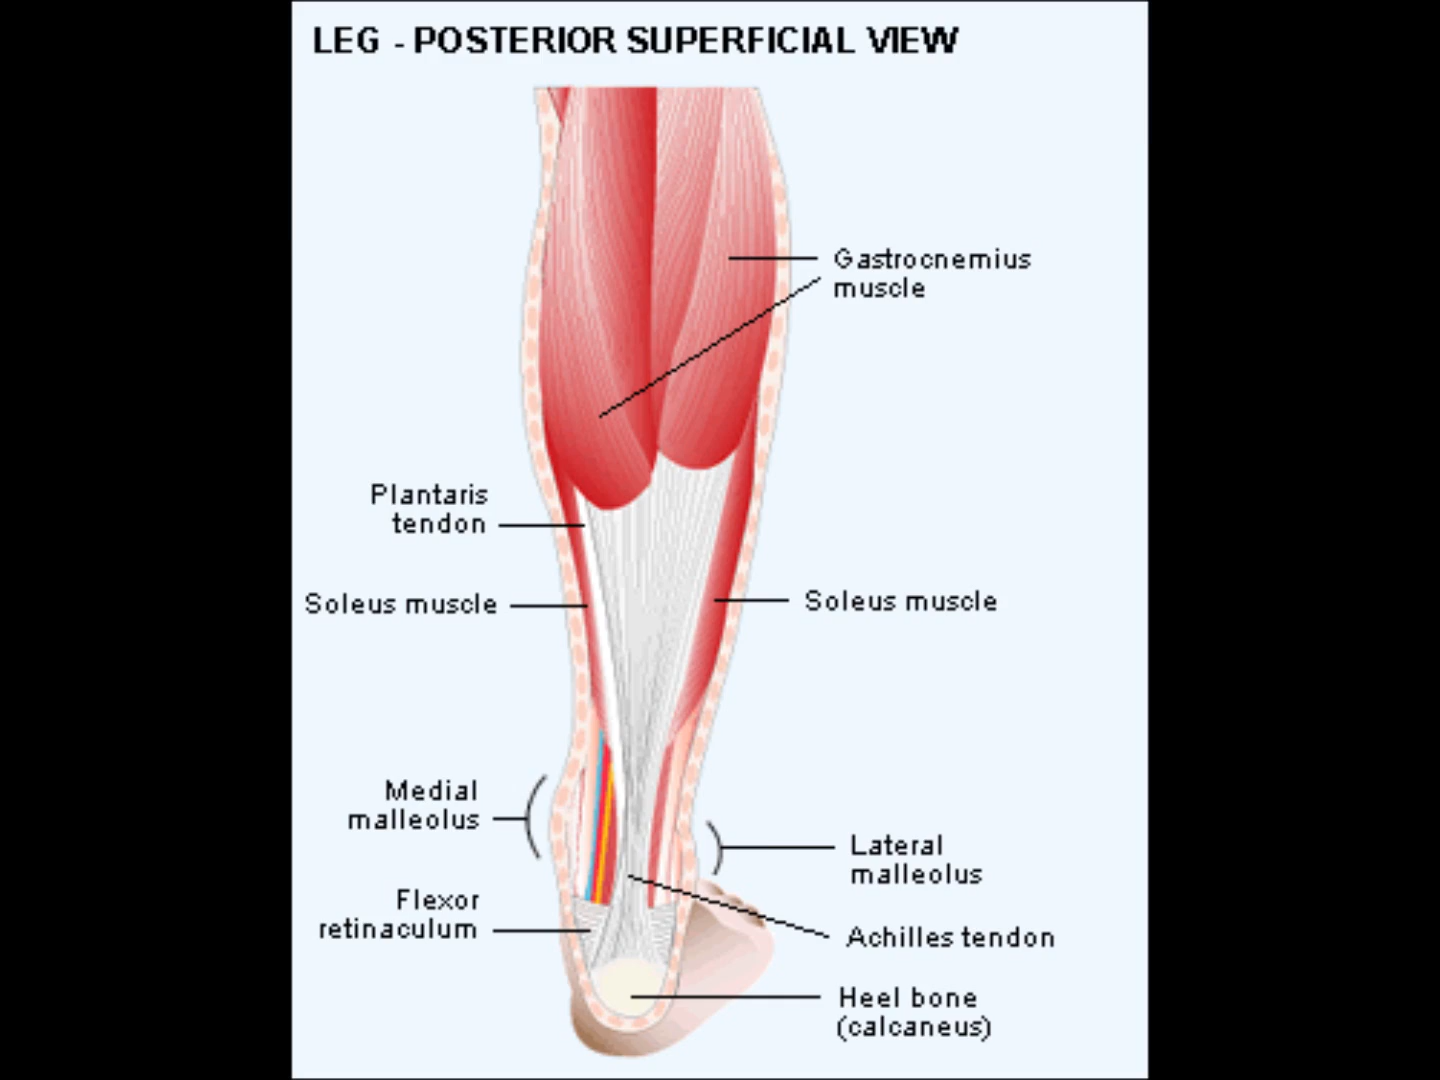 LEG - POSTERIOR SUPERFICIAL VIEW
Gastrocnemius
muscle
Plantaris
tendon
Soleus muscle
Soleus muscle
Medial
malleolus
Lateral
malleolus
Flexor
retinaculum
Achilles tendon
Heel bone
(calcaneus)